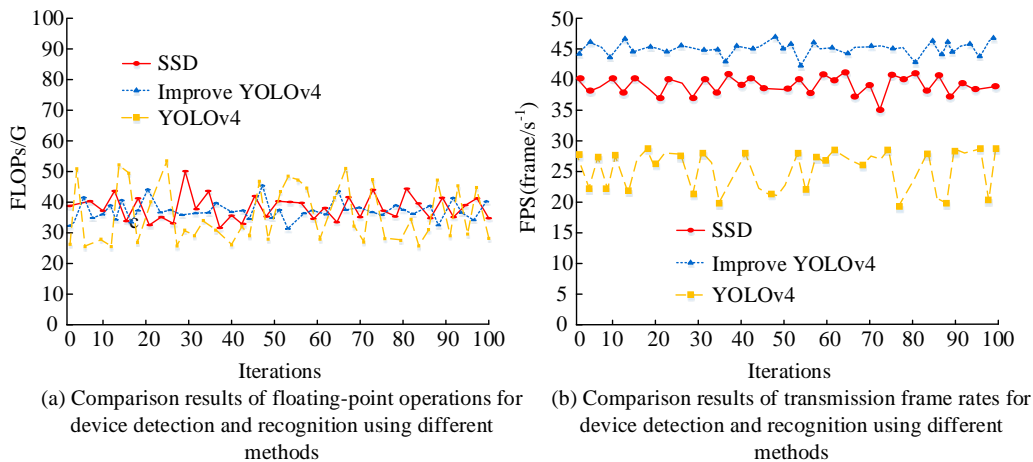 100
90
80
70
60
50
40
30
20
10
0
FLOPs/G
SSD
Improve YOLOv4
YOLOv4
c
0 10 20 30 40 50 60 70 80 90 100
Iterations
(a) Comparison results of floating-point operations for
device detection and recognition using different
methods
50
45
40
35
30
25
20
15
10
5
0
FPS(frame/s⁻¹)
SSD
Improve YOLOv4
YOLOv4
0 10 20 30 40 50 60 70 80 90 100
Iterations
(b) Comparison results of transmission frame rates for
device detection and recognition using different
methods